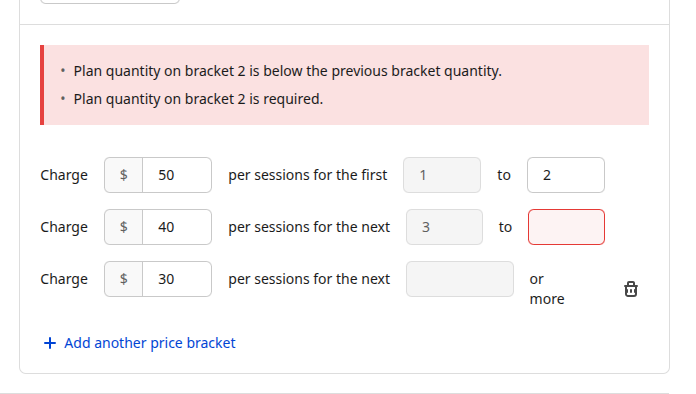 • Plan quantity on bracket 2 is below the previous bracket quantity.
• Plan quantity on bracket 2 is required.
Charge $ 50 per sessions for the first 1 to 2
Charge $ 40 per sessions for the next 3 to
Charge $ 30 per sessions for the next or more
+ Add another price bracket